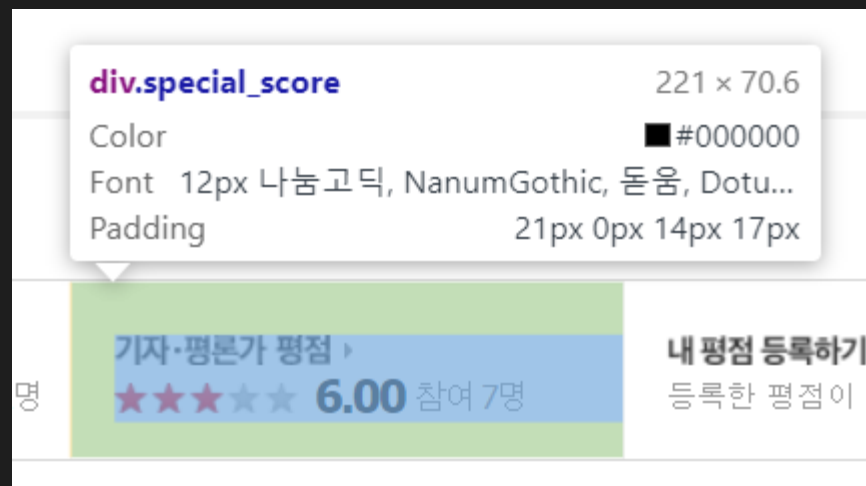 div.special_score 221 × 70.6
Color #000000
Font 12px 나눔고딕, NanumGothic, 돋움, Dotu...
Padding 21px 0px 14px 17px
기자·평론가 평점
내 평점 등록하기
명
6.00 참여 7명
등록한 평점이